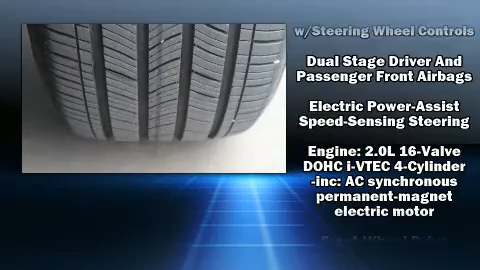 w/Steering Wheel Controls
Dual Stage Driver And
Passenger Front Airbags
Electric Power-Assist
Speed-Sensing Steering
Engine: 2.0L 16-Valve
DOHC i-VTEC 4-Cylinder
-inc: AC synchronous
permanent-magnet
electric motor